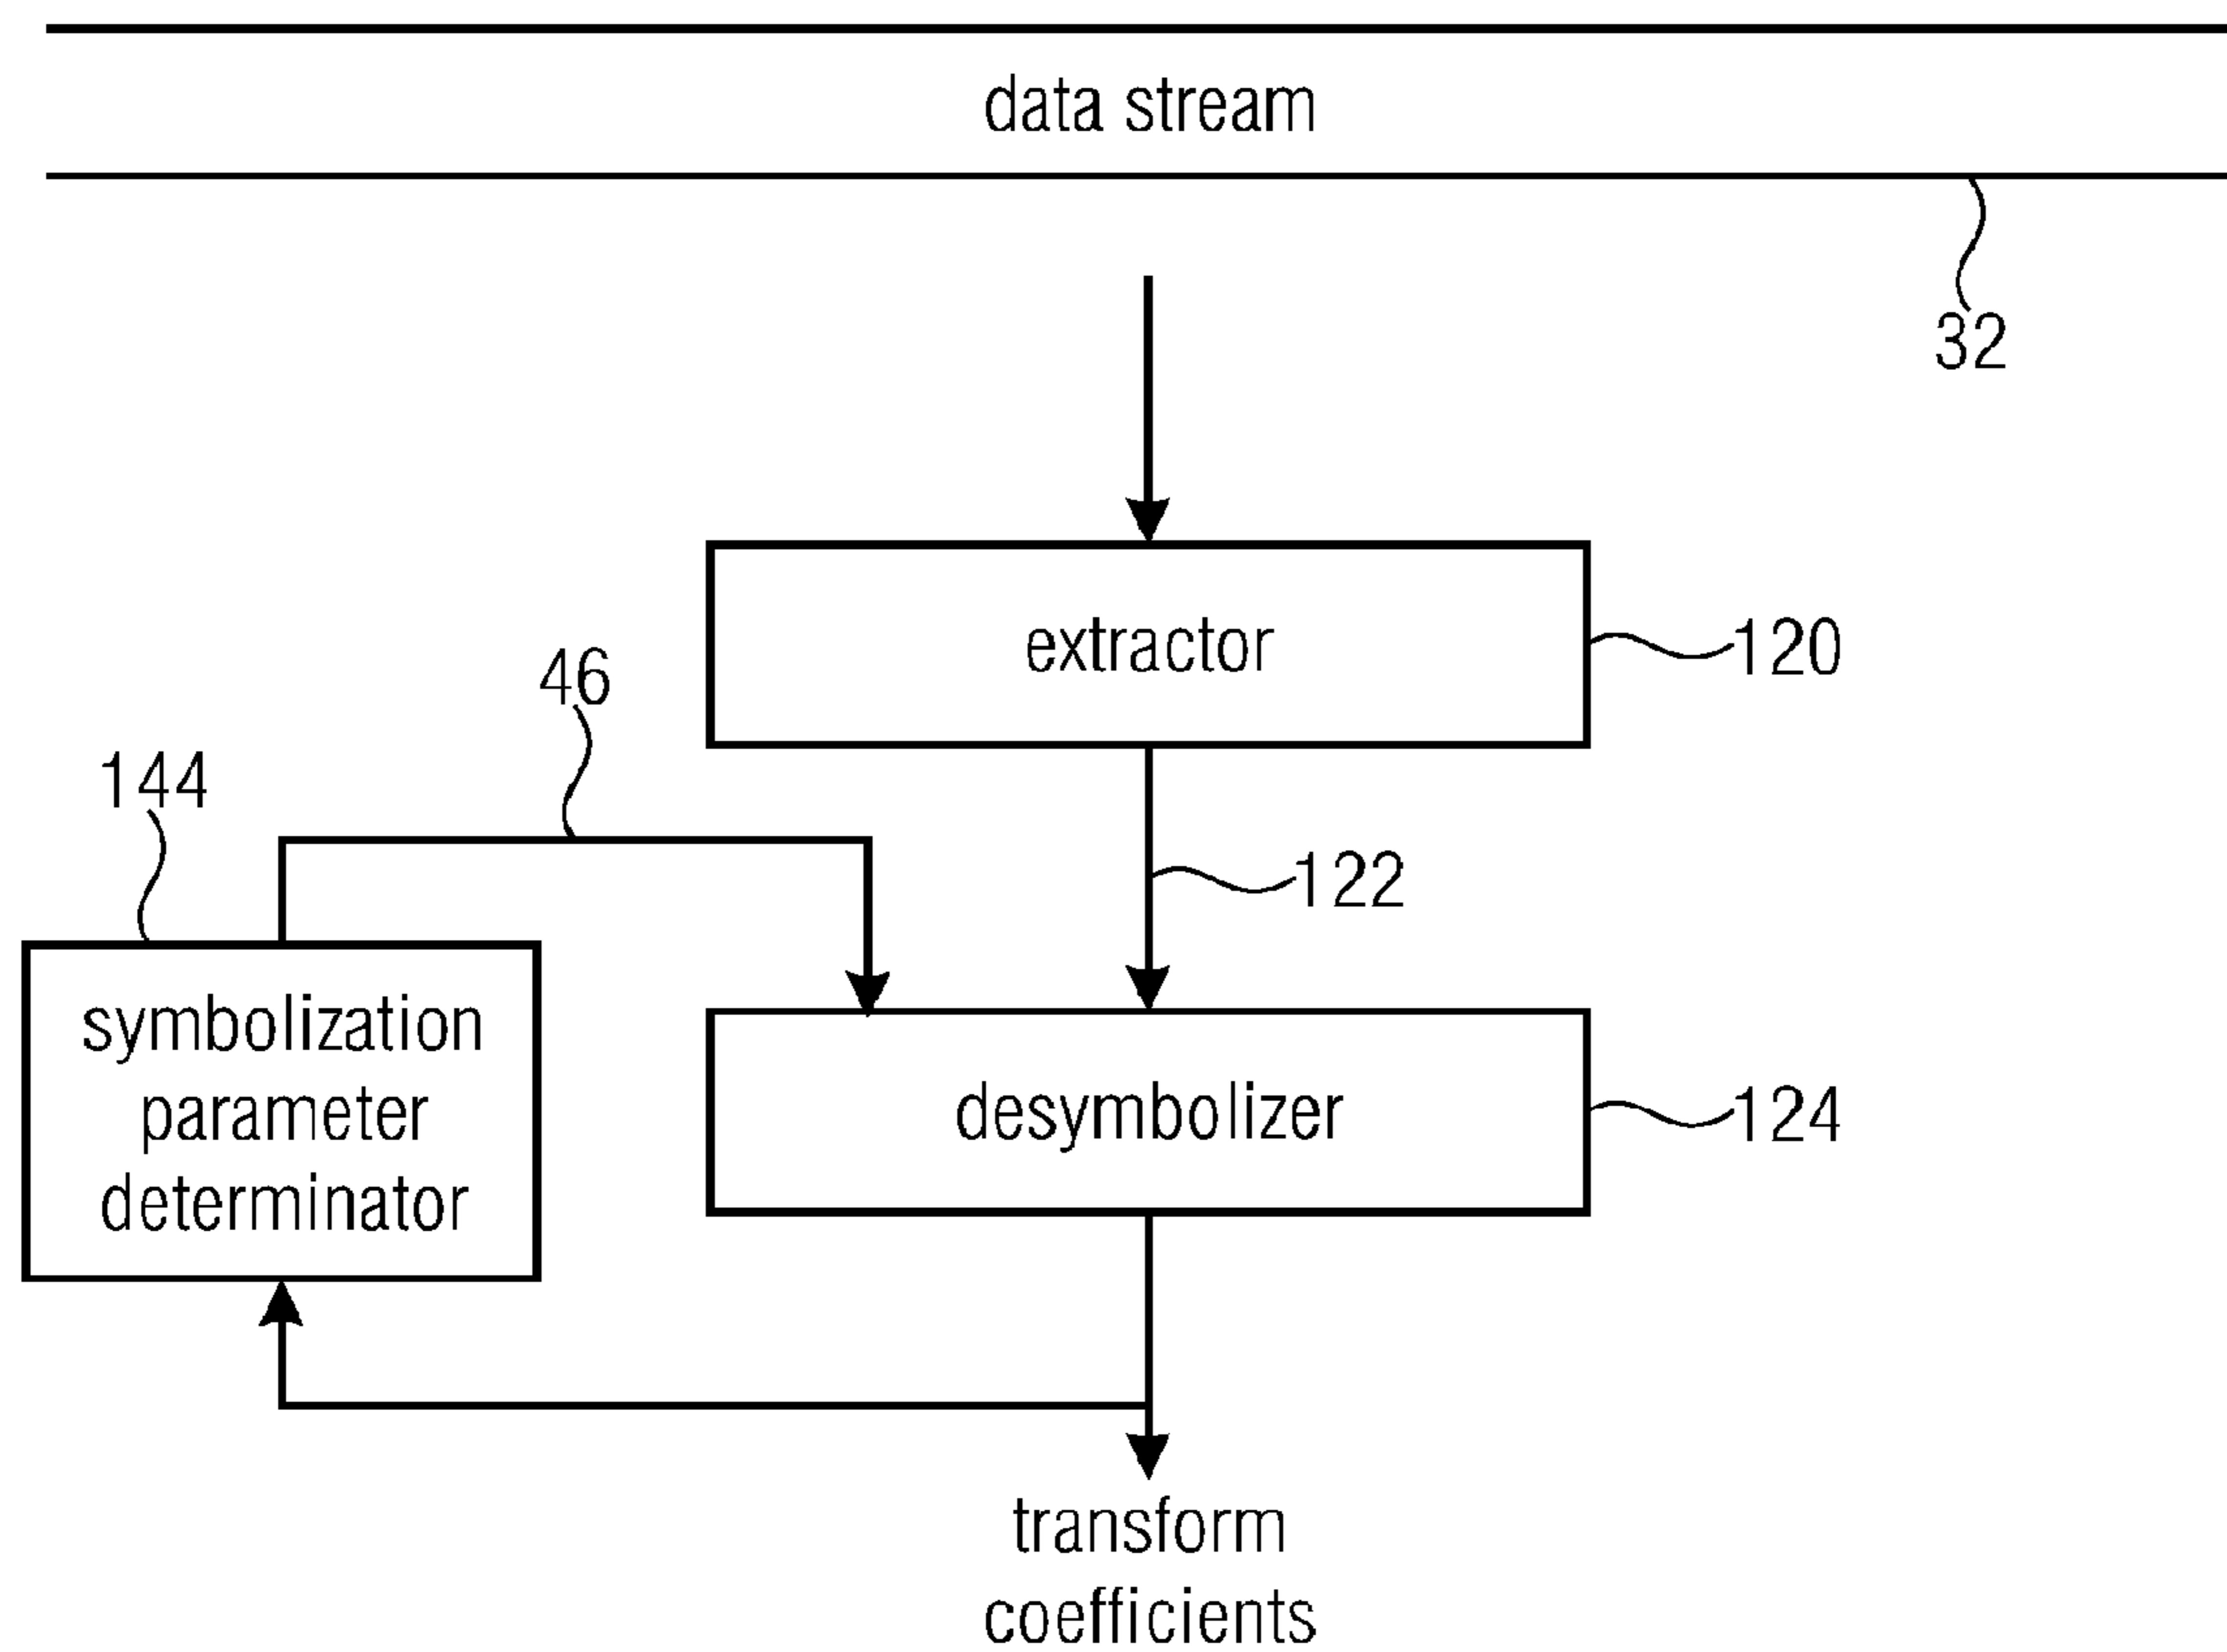 data stream
32
extractor
120
46
144
122
symbolization
parameter
determinator
desymbolizer
124
transform
coefficients